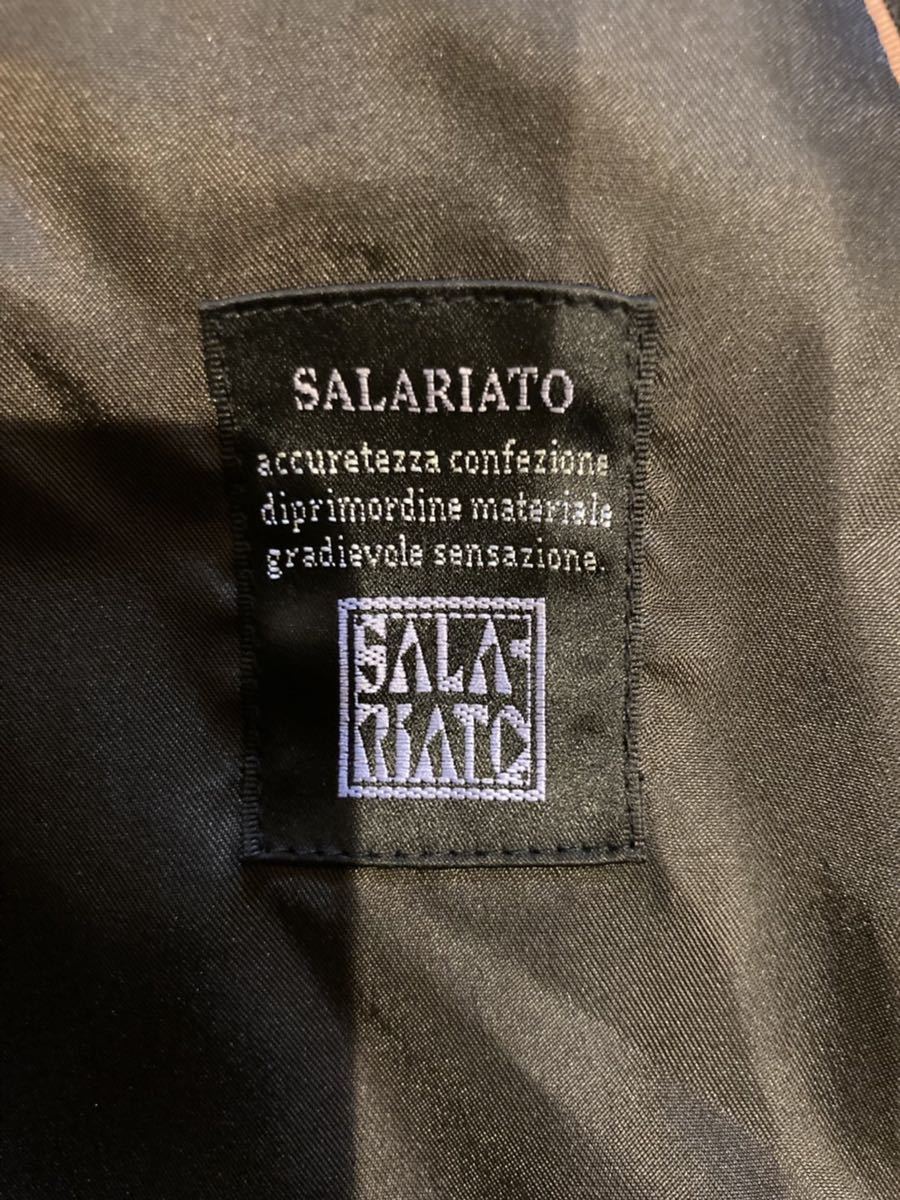 SALARIATO
accuretezza confezione
diprimordine materiale
gradievole sensazione.
SALA-
RIATO